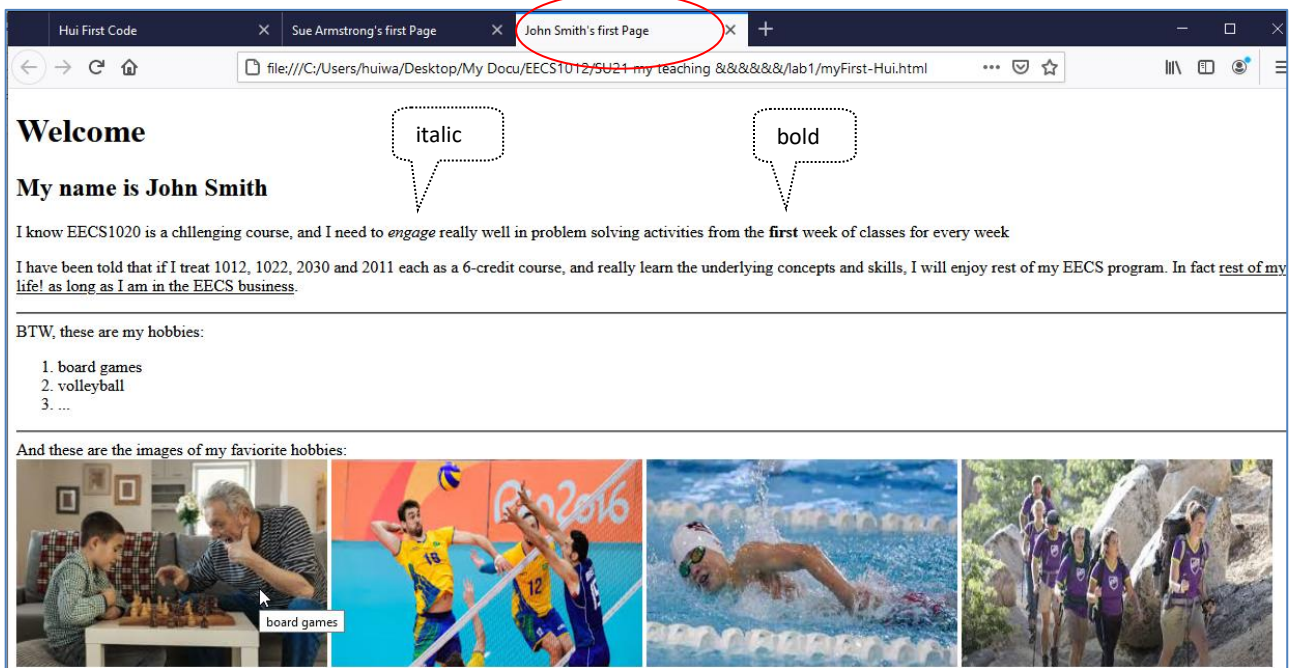 Hui First Code
Sue Armstrong's first Page
John Smith's first Page
file:///C:/Users/huiwa/Desktop/My Docu/EECS1012/SU21 my teaching &&&&&&/lab1/myFirst-Hui.html
Welcome
italic
bold
My name is John Smith
I know EECS1020 is a chllenging course, and I need to engage really well in problem solving activities from the first week of classes for every week
I have been told that if I treat 1012, 1022, 2030 and 2011 each as a 6-credit course, and really learn the underlying concepts and skills, I will enjoy rest of my EECS program. In fact rest of my
life! as long as I am in the EECS business.
BTW, these are my hobbies:
1. board games
2. volleyball
3. ...
And these are the images of my faviorite hobbies:
Rio2016
18
12
board games